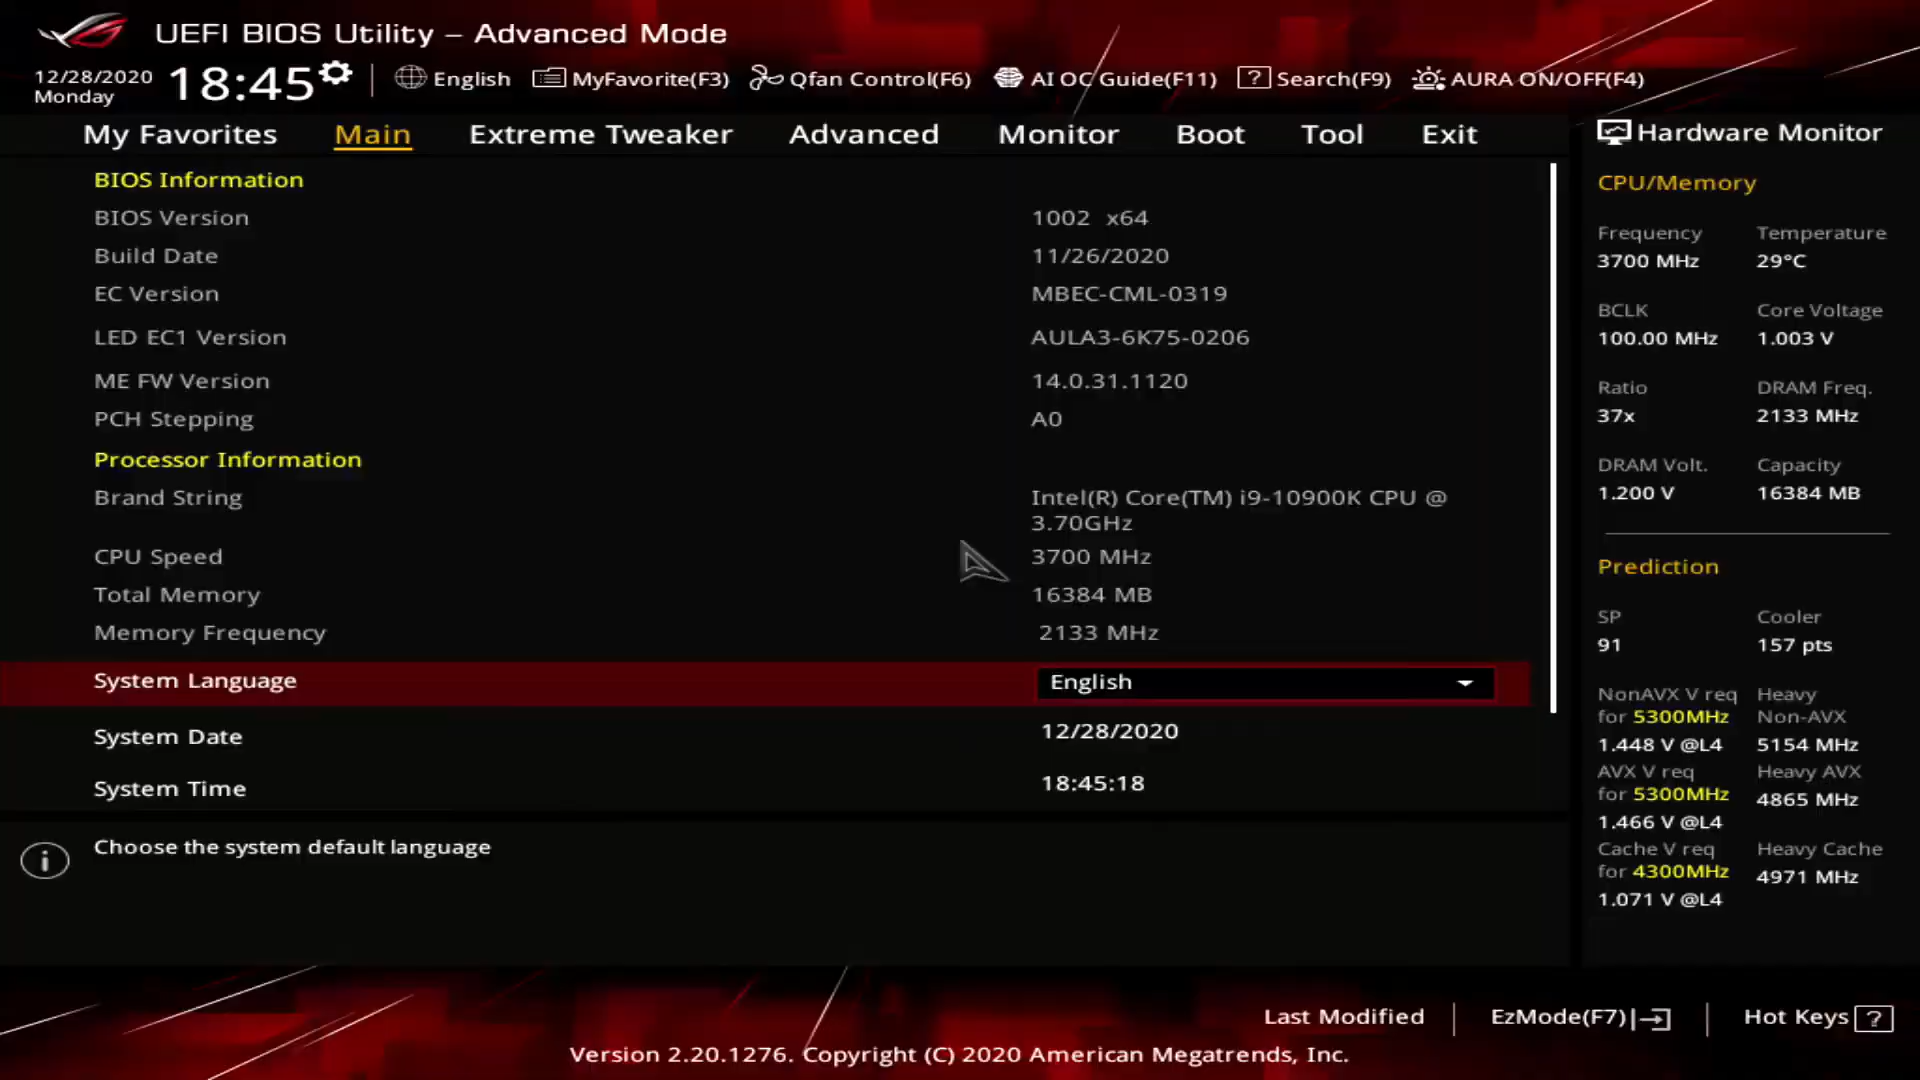 UEFI BIOS Utility – Advanced Mode
12/28/2020
Monday
18:45
English
MyFavorite(F3)
Qfan Control(F6)
AI OC Guide(F11)
? Search(F9)
AURA ON/OFF(F4)
My Favorites
Main
Extreme Tweaker
Advanced
Monitor
Boot
Tool
Exit
BIOS Information
BIOS Version 1002 x64
Build Date 11/26/2020
EC Version MBEC-CML-0319
LED EC1 Version AULA3-6K75-0206
ME FW Version 14.0.31.1120
PCH Stepping A0
Processor Information
Brand String Intel(R) Core(TM) i9-10900K CPU @
3.70GHz
CPU Speed 3700 MHz
Total Memory 16384 MB
Memory Frequency 2133 MHz
System Language English
System Date 12/28/2020
System Time 18:45:18
i
Choose the system default language
Hardware Monitor
CPU/Memory
Frequency Temperature
3700 MHz 29°C
BCLK Core Voltage
100.00 MHz 1.003 V
Ratio DRAM Freq.
37x 2133 MHz
DRAM Volt. Capacity
1.200 V 16384 MB
Prediction
SP Cooler
91 157 pts
NonAVX V req Heavy
for 5300MHz Non-AVX
1.448 V @L4 5154 MHz
AVX V req Heavy AVX
for 5300MHz 4865 MHz
1.466 V @L4
Cache V req Heavy Cache
for 4300MHz 4971 MHz
1.071 V @L4
Last Modified
EzMode(F7)
Hot Keys ?
Version 2.20.1276. Copyright (C) 2020 American Megatrends, Inc.